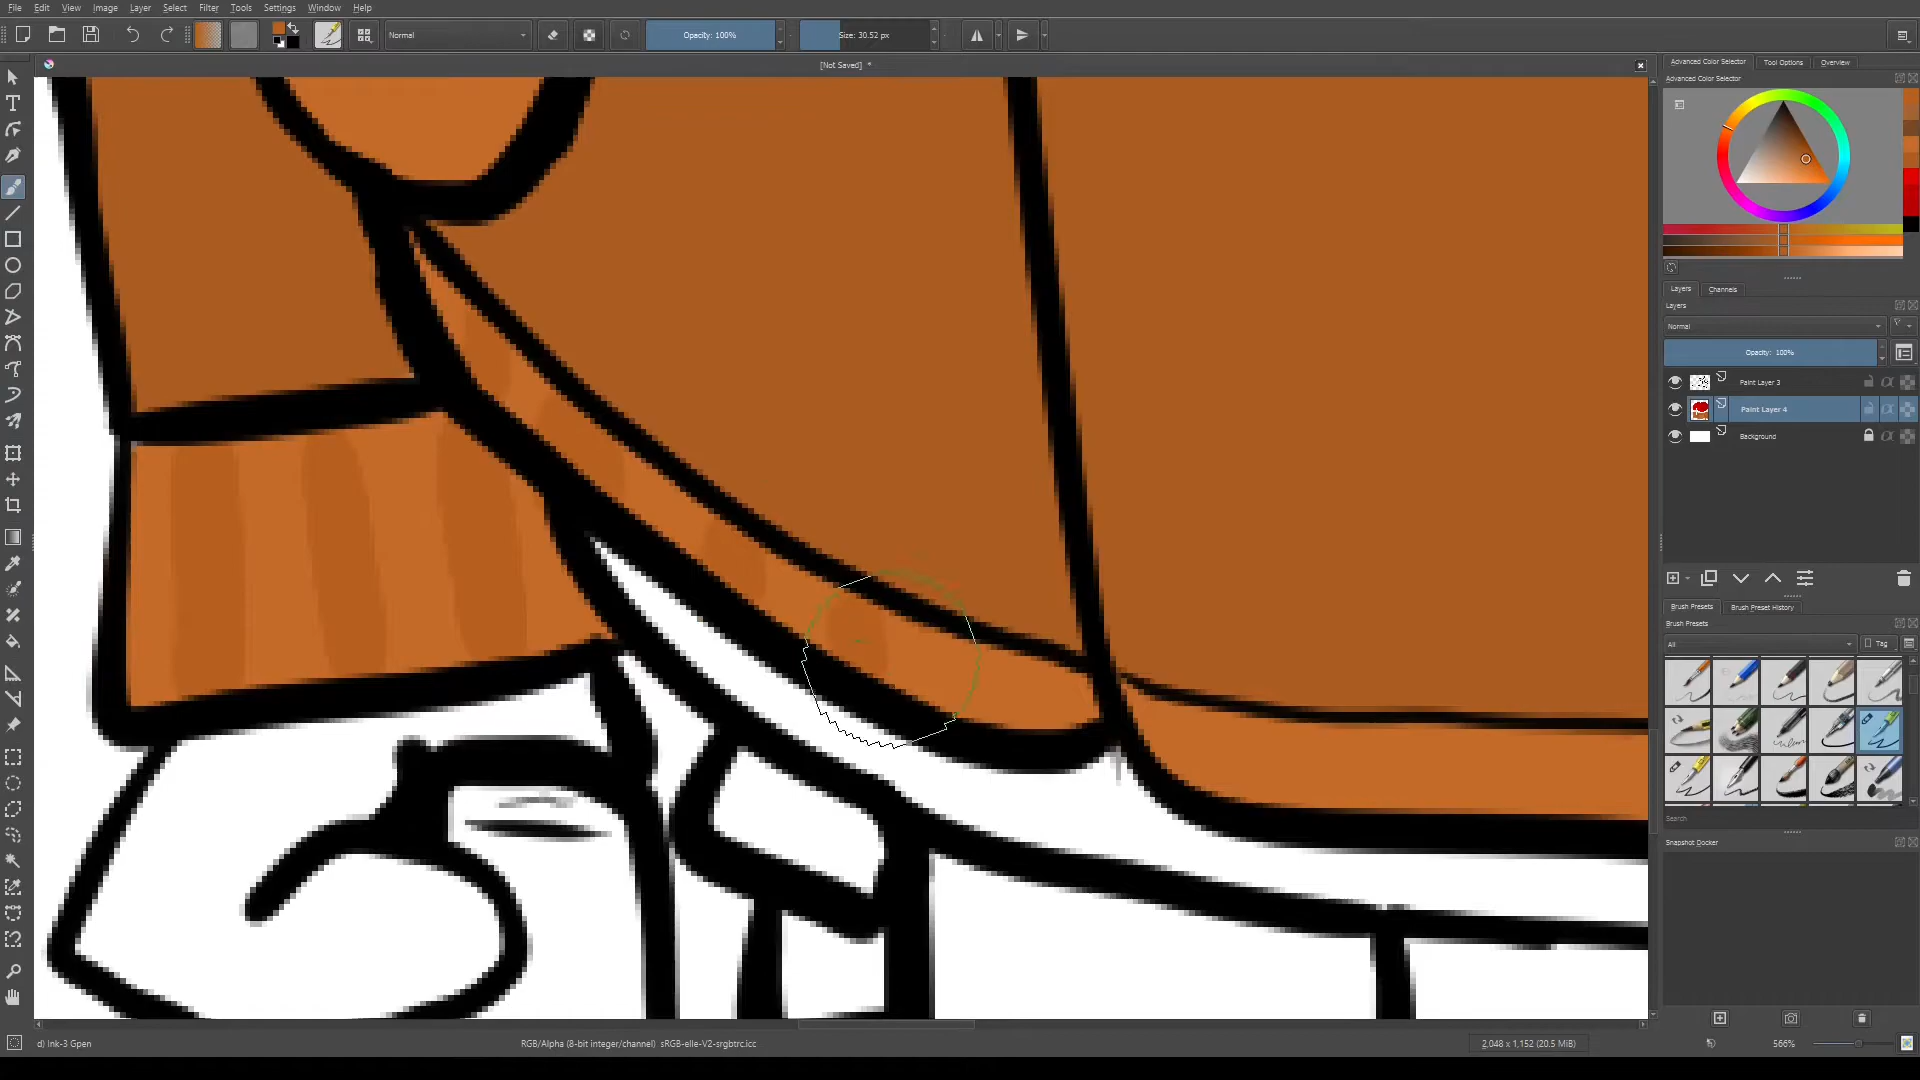 File Edit View Image Layer Select Filter Tools Settings Window Help
Normal
Opacity: 100%
Size: 30.52 px
[Not Saved] *
Advanced Color Selector Tool Options Overview
Advanced Color Selector
Layers Channels
Layers
Normal
Opacity: 100%
Paint Layer 3
Paint Layer 4
Background
Brush Presets Brush Preset History
Brush Presets
All
Tag
Search
Snapshot Docker
d) Ink-3 Gpen
RGB/Alpha (8-bit integer/channel) sRGB-elle-V2-srgbtrc.icc
2,048 x 1,152 (20.5 MiB)
566%